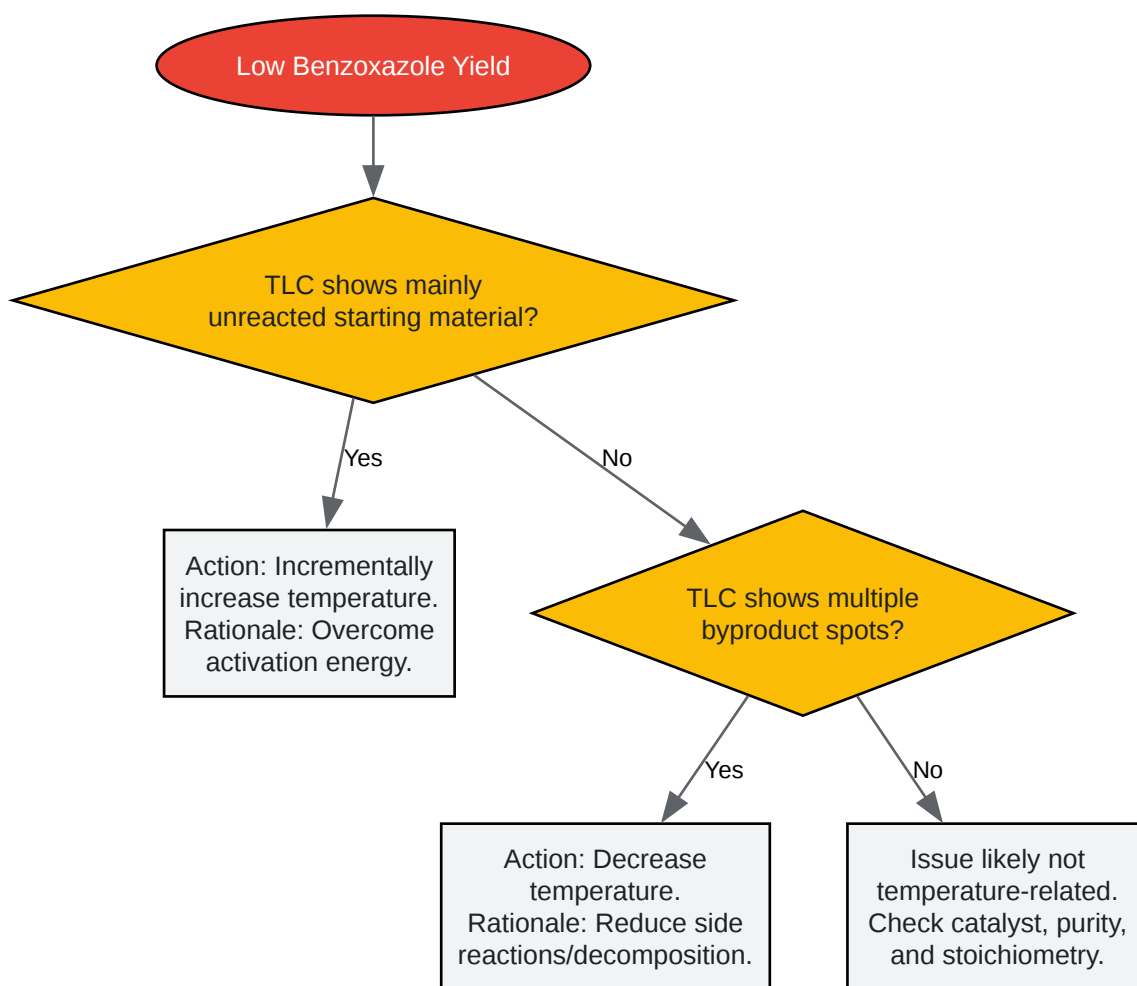 Low Benzoxazole Yield
TLC shows mainly
unreacted starting material?
Yes
No
Action: Incrementally
increase temperature.
Rationale: Overcome
activation energy.
TLC shows multiple
byproduct spots?
Yes
No
Action: Decrease
temperature.
Rationale: Reduce side
reactions/decomposition.
Issue likely not
temperature-related.
Check catalyst, purity,
and stoichiometry.